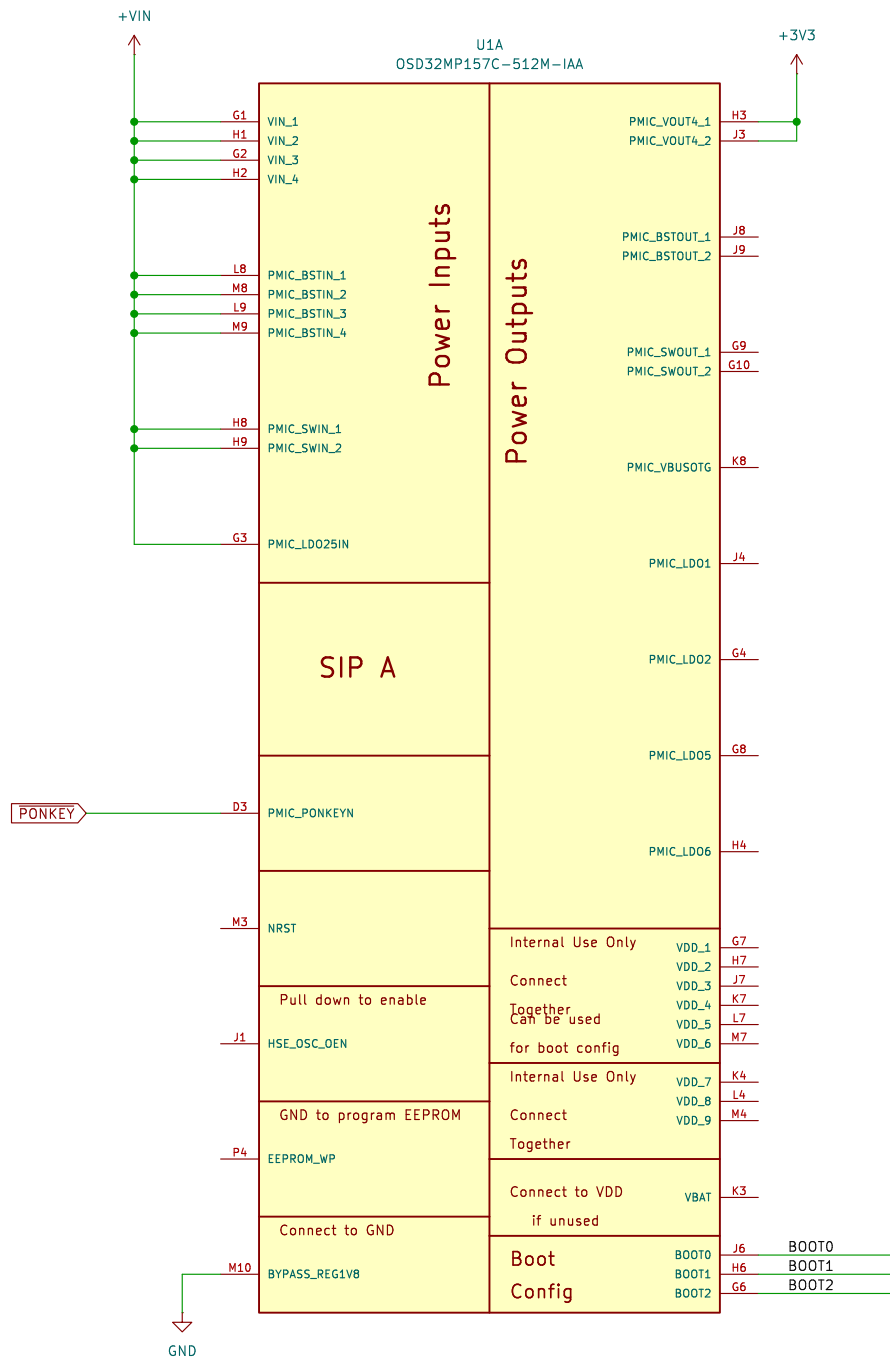 +VIN
+3V3
U1A
OSD32MP157C-512M-IAA
G1 VIN_1
H1 VIN_2
G2 VIN_3
H2 VIN_4
L8 PMIC_BSTIN_1
M8 PMIC_BSTIN_2
L9 PMIC_BSTIN_3
M9 PMIC_BSTIN_4
H8 PMIC_SWIN_1
H9 PMIC_SWIN_2
G3 PMIC_LDO25IN
Power Inputs
SIP A
PONKEY
D3 PMIC_PONKEYN
M3 NRST
Pull down to enable
J1 HSE_OSC_OEN
GND to program EEPROM
P4 EEPROM_WP
Connect to GND
M10 BYPASS_REG1V8
GND
Power Outputs
PMIC_VOUT4_1 H3
PMIC_VOUT4_2 J3
PMIC_BSTOUT_1 J8
PMIC_BSTOUT_2 J9
PMIC_SWOUT_1 G9
PMIC_SWOUT_2 G10
PMIC_VBUSOTG K8
PMIC_LDO1 J4
PMIC_LDO2 G4
PMIC_LDO5 G8
PMIC_LDO6 H4
Internal Use Only
Connect
Together
Can be used
for boot config
VDD_1 G7
VDD_2 H7
VDD_3 J7
VDD_4 K7
VDD_5 L7
VDD_6 M7
Internal Use Only
Connect
Together
VDD_7 K4
VDD_8 L4
VDD_9 M4
Connect to VDD
if unused
VBAT K3
Boot
Config
BOOT0 J6 BOOT0
BOOT1 H6 BOOT1
BOOT2 G6 BOOT2